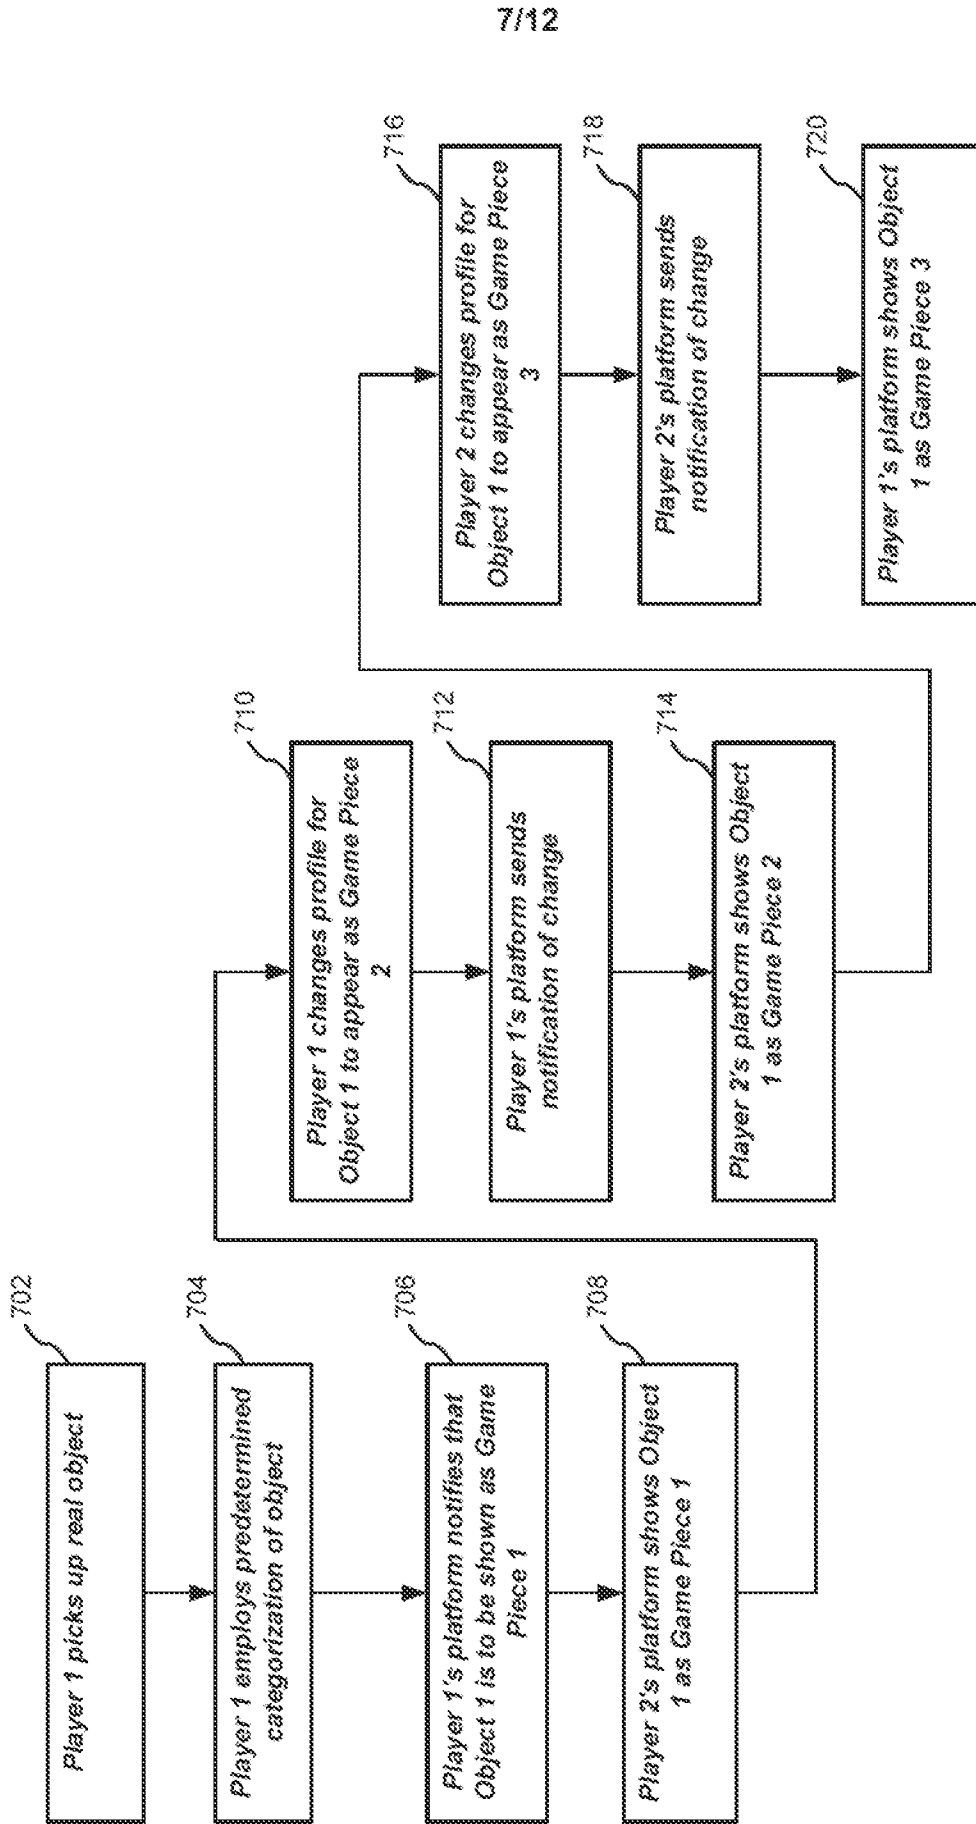 7/12
702
Player 1 picks up real object
704
Player 1 employs predetermined
categorization of object
706
Player 1's platform notifies that
Object 1 is to be shown as Game
Piece 1
708
Player 2's platform shows Object
1 as Game Piece 1
710
Player 1 changes profile for
Object 1 to appear as Game Piece
2
712
Player 1's platform sends
notification of change
714
Player 2's platform shows Object
1 as Game Piece 2
716
Player 2 changes profile for
Object 1 to appear as Game Piece
3
718
Player 2's platform sends
notification of change
720
Player 1's platform shows Object
1 as Game Piece 3